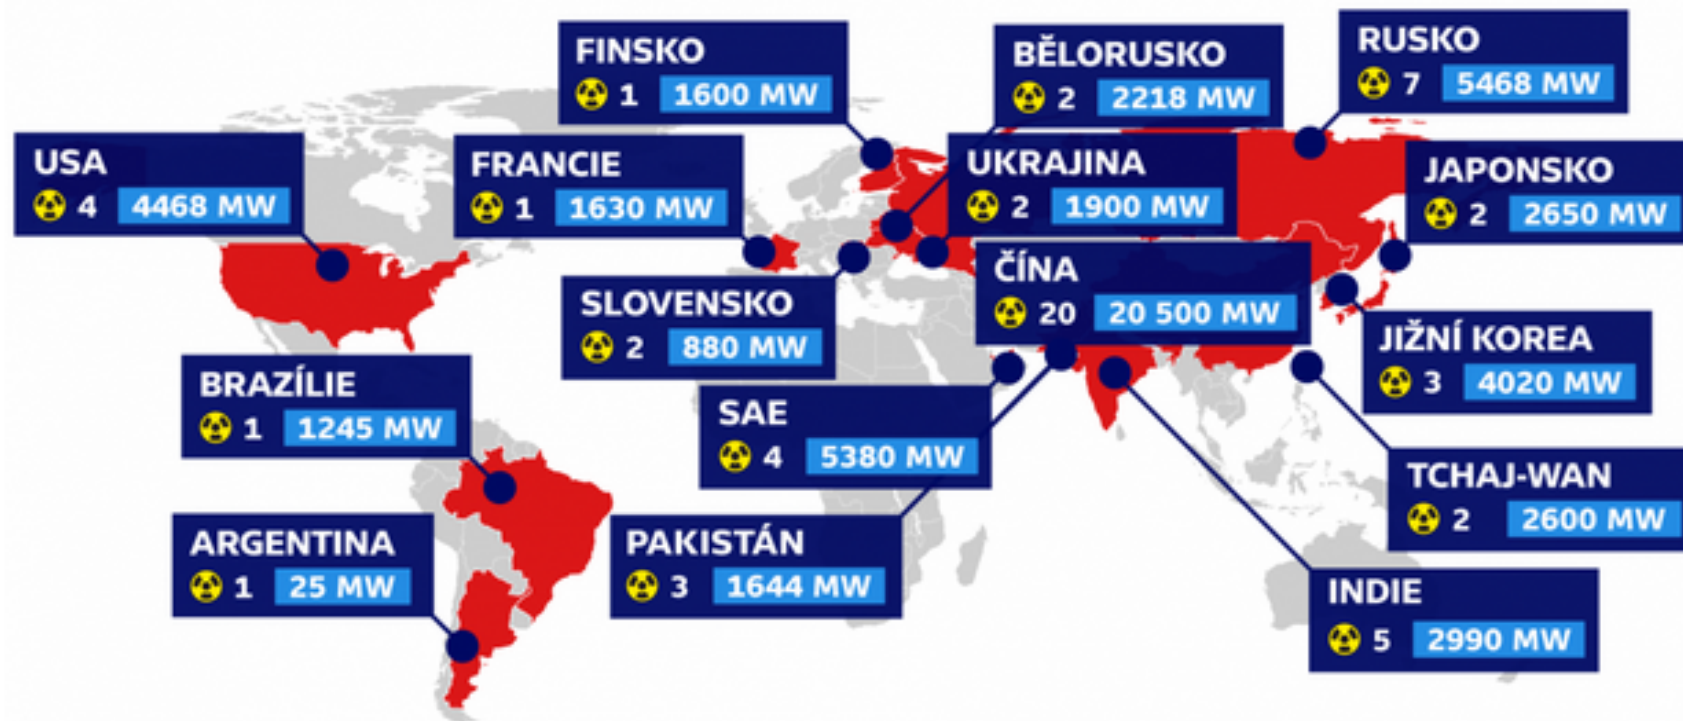 FINSKO
1 1600 MW
BĚLORUSKO
2 2218 MW
RUSKO
7 5468 MW
USA
4 4468 MW
FRANCIE
1 1630 MW
UKRAJINA
2 1900 MW
JAPONSKO
2 2650 MW
SLOVENSKO
2 880 MW
ČÍNA
20 20 500 MW
JIŽNÍ KOREA
3 4020 MW
BRAZÍLIE
1 1245 MW
SAE
4 5380 MW
TCHAJ-WAN
2 2600 MW
ARGENTINA
1 25 MW
PAKISTÁN
3 1644 MW
INDIE
5 2990 MW